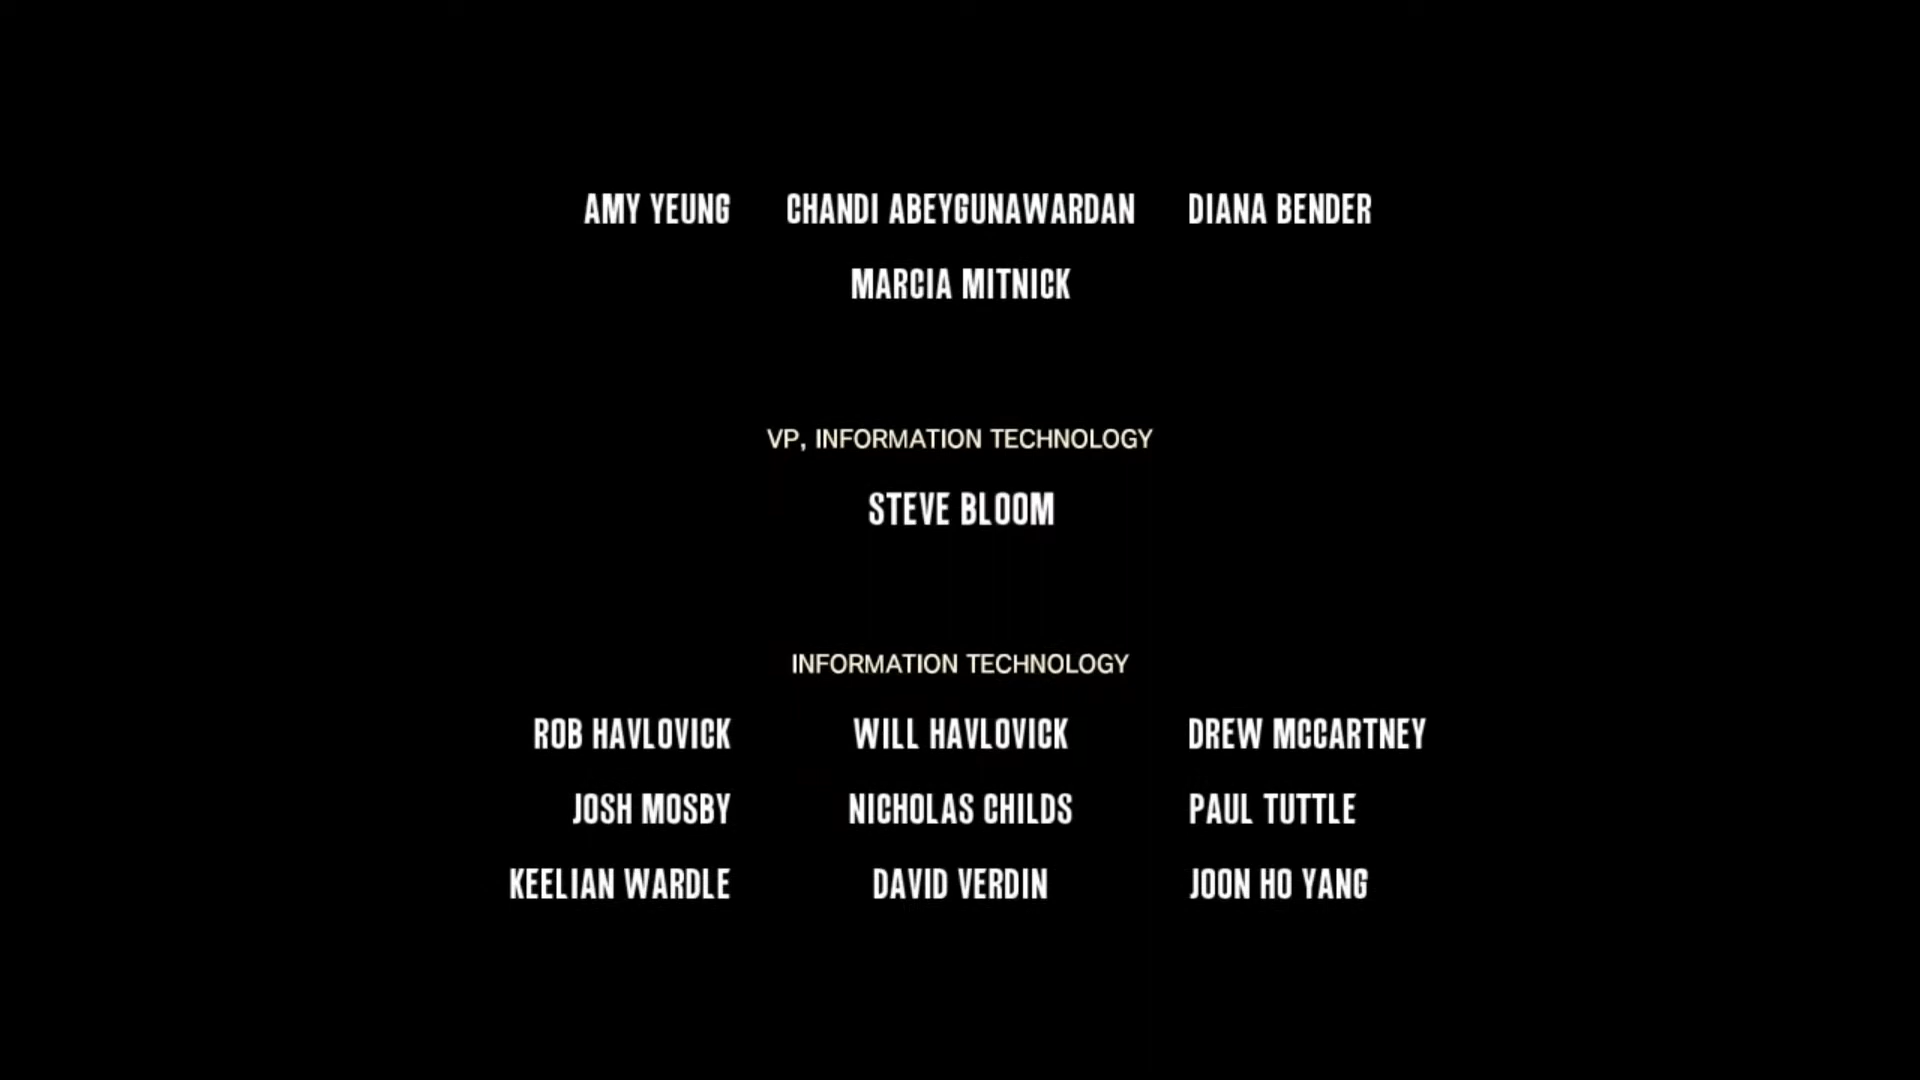 AMY YEUNG CHANDI ABEYGUNAWARDAN DIANA BENDER
MARCIA MITNICK
VP, INFORMATION TECHNOLOGY
STEVE BLOOM
INFORMATION TECHNOLOGY
ROB HAVLOVICK WILL HAVLOVICK DREW MCCARTNEY
JOSH MOSBY NICHOLAS CHILDS PAUL TUTTLE
KEELIAN WARDLE DAVID VERDIN JOON HO YANG